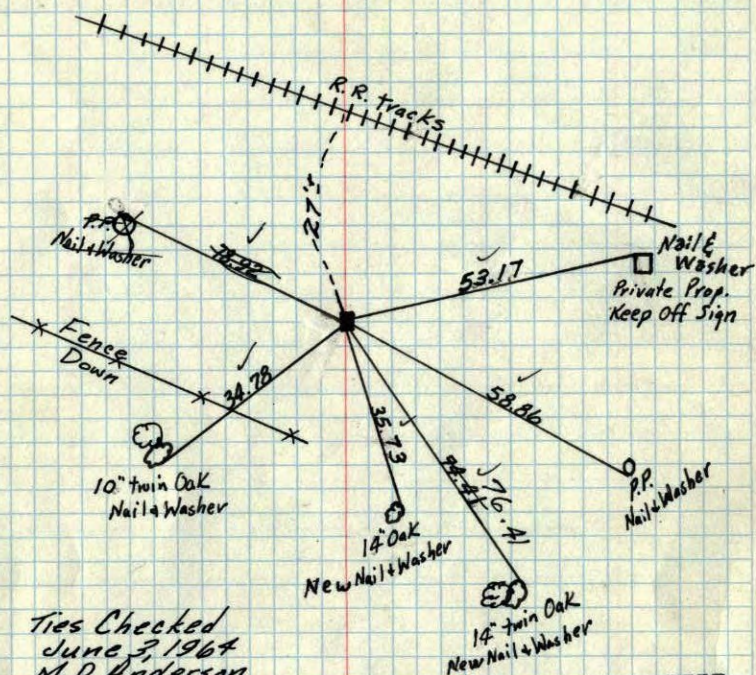 R.R. tracks
27'±
P.P.
Nail & Washer
53.17
Nail &
Washer
Private Prop.
Keep Off Sign
Fence
Down
34.78
58.86
35.73
76.41
10" twin Oak
Nail & Washer
P.P.
Nail & Washer
14" Oak
New Nail & Washer
14" twin Oak
New Nail & Washer
Ties Checked
June 3, 1964
M.D. Anderson